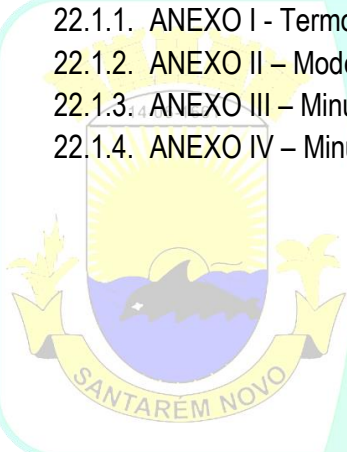 22.1.1. ANEXO I - Termo
22.1.2. ANEXO II – Mode
22.1.3. ANEXO III – Minu
22.1.4. ANEXO IV – Minu
SANTARÉM NOVO